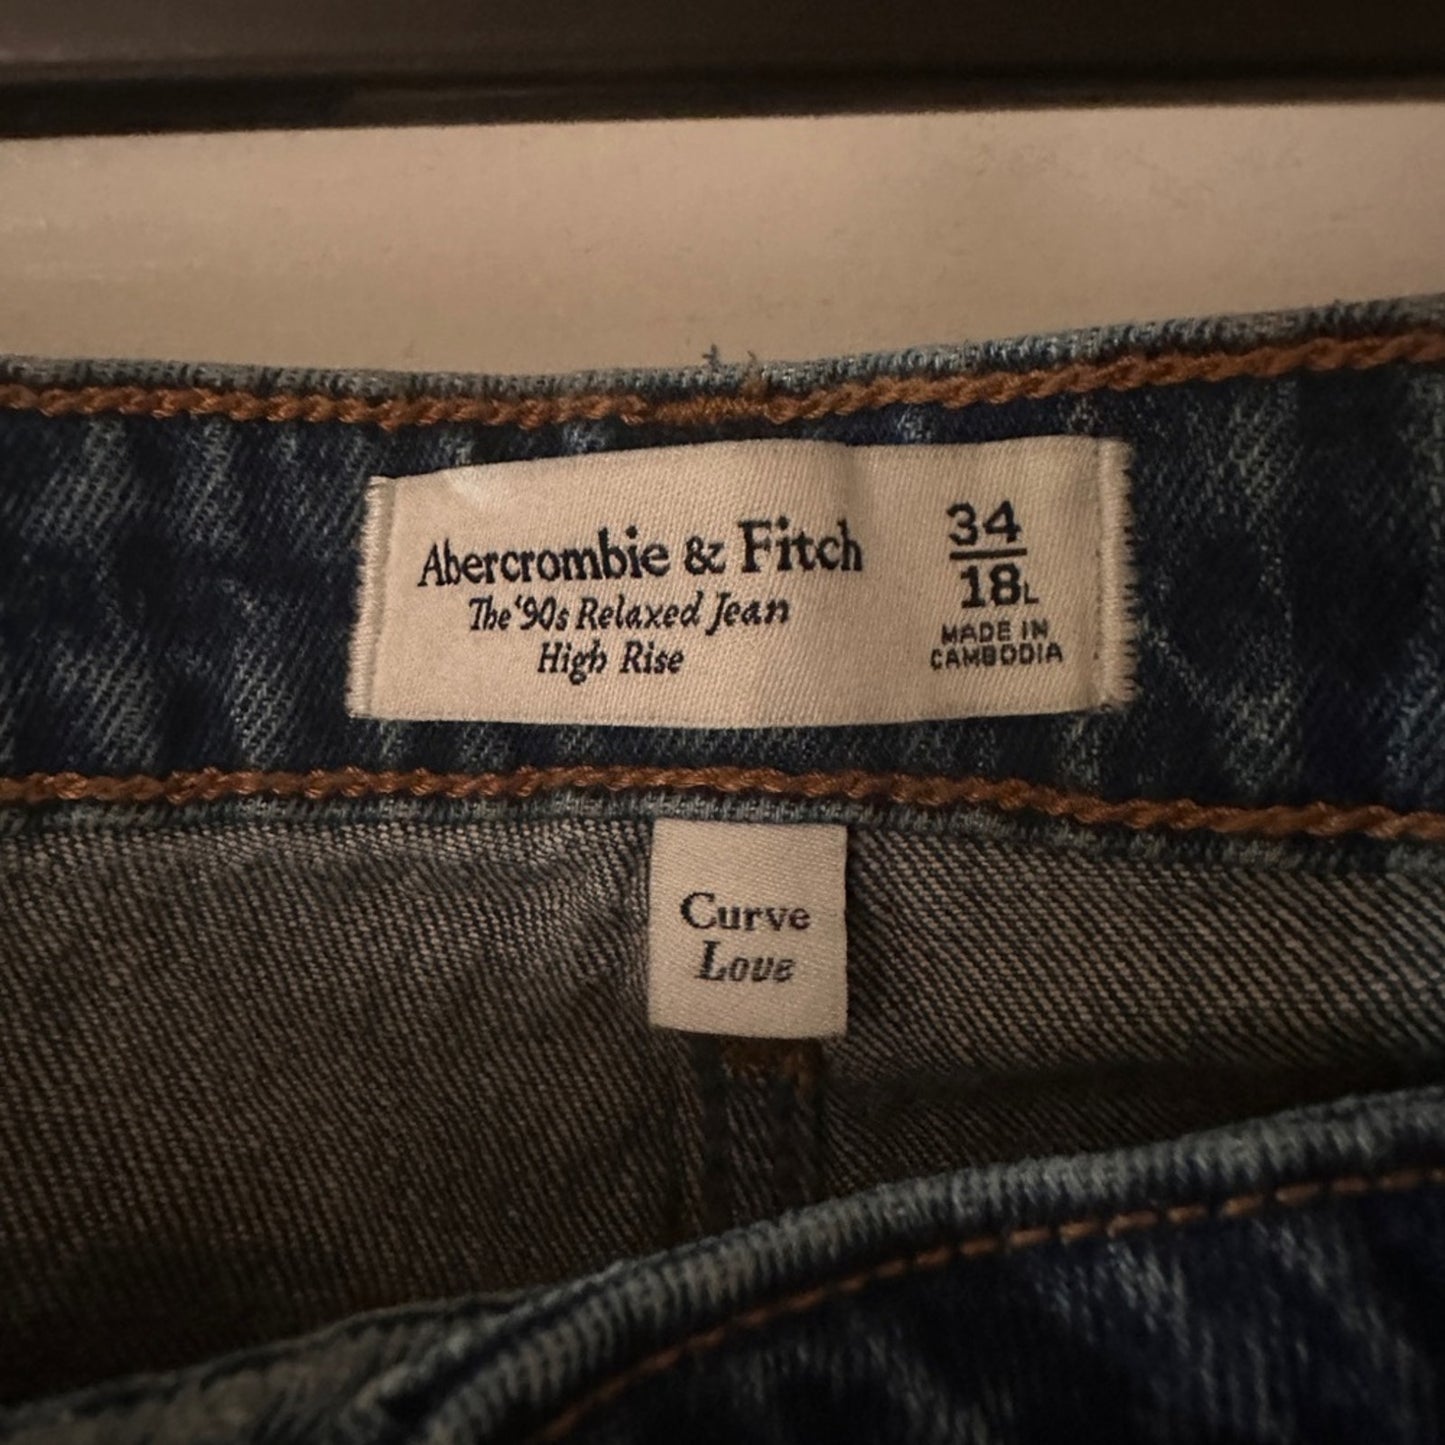 Abercrombie & Fitch
The '90s Relaxed Jean
High Rise
34
18L
MADE IN
CAMBODIA
Curve
Love